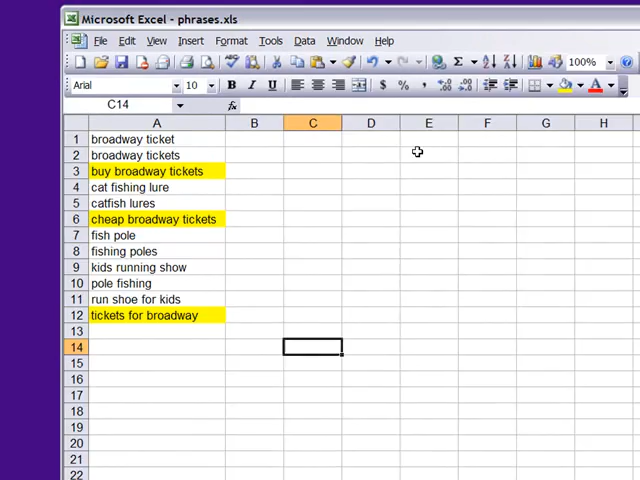 Microsoft Excel - phrases.xls
File Edit View Insert Format Tools Data Window Help
100%
Arial 10 B I U $ % ,
C14 fx
A B C D E F G H
1 broadway ticket
2 broadway tickets
3 buy broadway tickets
4 cat fishing lure
5 catfish lures
6 cheap broadway tickets
7 fish pole
8 fishing poles
9 kids running show
10 pole fishing
11 run shoe for kids
12 tickets for broadway
13
14
15
16
17
18
19
20
21
22